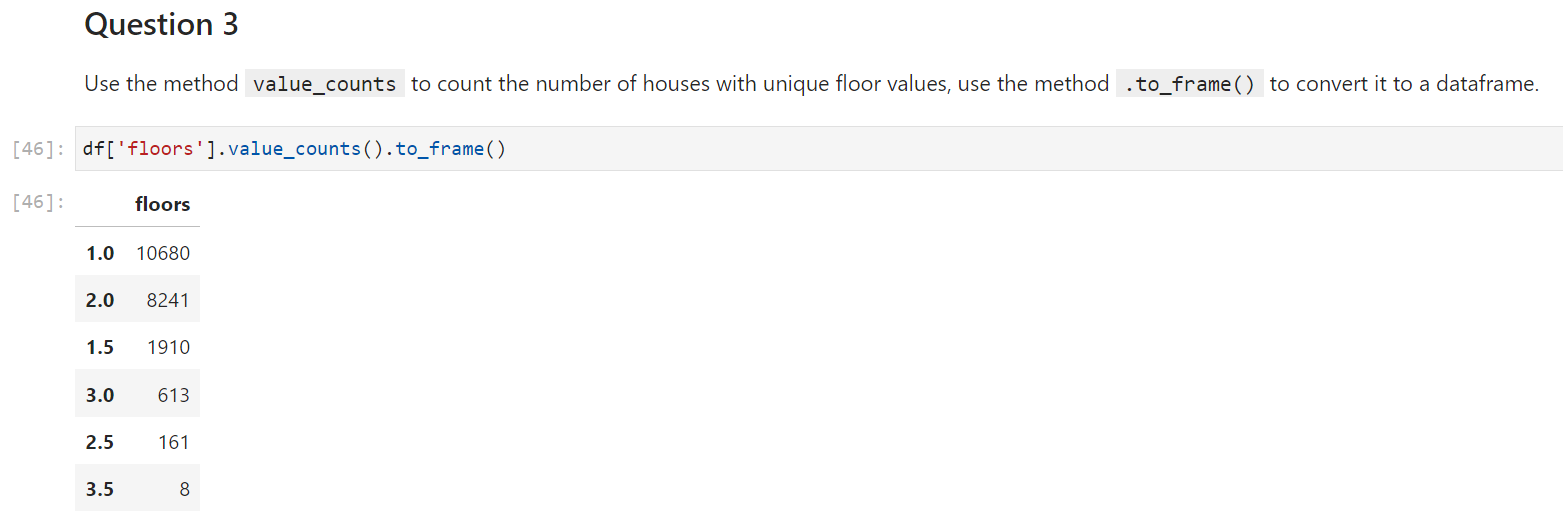 Question 3
Use the method value_counts to count the number of houses with unique floor values, use the method .to_frame() to convert it to a dataframe.
[46]: df['floors'].value_counts().to_frame()
[46]: floors
1.0 10680
2.0 8241
1.5 1910
3.0 613
2.5 161
3.5 8